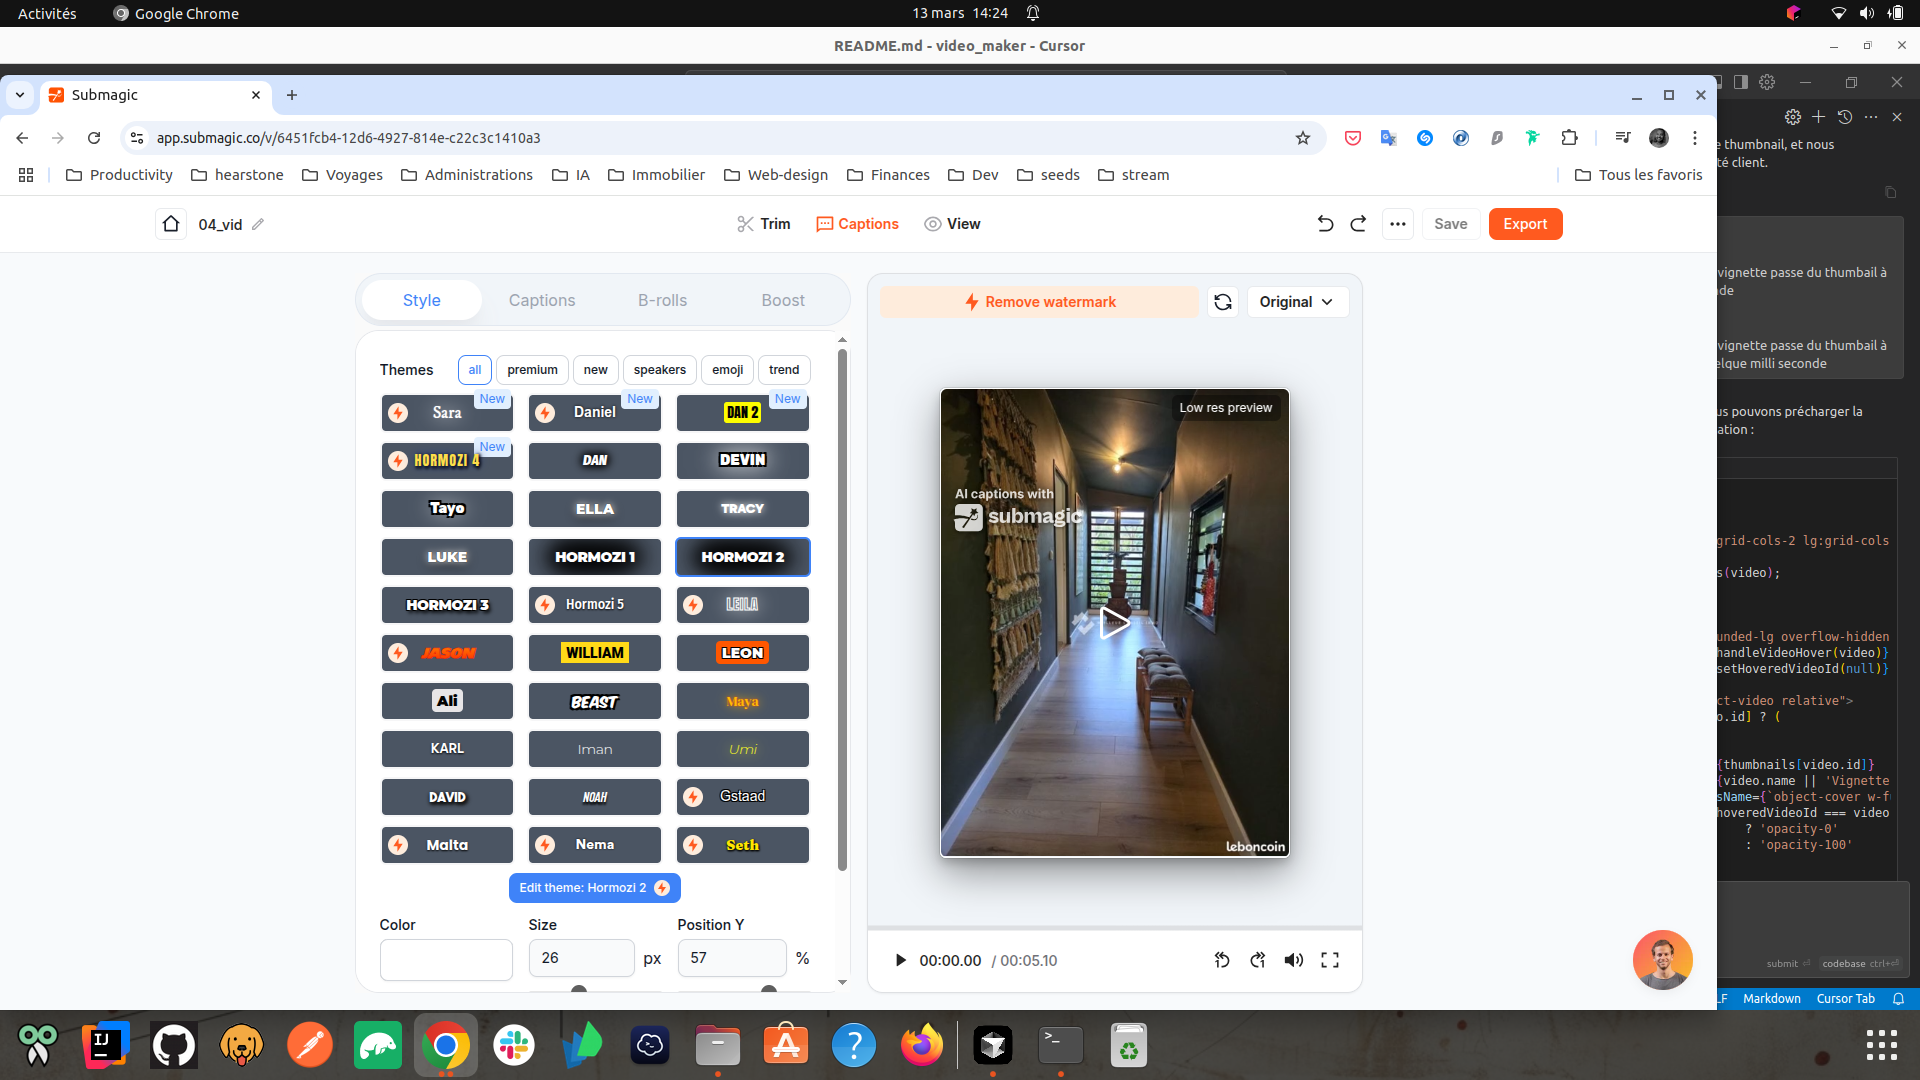 Activités
Google Chrome
13 mars 14:24
README.md - video_maker - Cursor
Submagic
app.submagic.co/v/6451fcb4-12d6-4927-814e-c22c3c1410a3
Productivity
hearstone
Voyages
Administrations
IA
Immobilier
Web-design
Finances
Dev
seeds
stream
Tous les favoris
04_vid
Trim
Captions
View
Save
Export
Style
Captions
B-rolls
Boost
Themes
all
premium
new
speakers
emoji
trend
Sara
New
Daniel
New
DAN 2
New
HORMOZI 4
New
DAN
DEVIN
Tayo
ELLA
TRACY
LUKE
HORMOZI 1
HORMOZI 2
HORMOZI 3
Hormozi 5
LEILA
JASON
WILLIAM
LEON
Ali
BEAST
Maya
KARL
Iman
Umi
DAVID
NOAH
Gstaad
Malta
Nema
Seth
Edit theme: Hormozi 2
Color
Size
Position Y
26
px
57
%
Remove watermark
Original
Low res preview
AI captions with
submagic
leboncoin
00:00.00 / 00:05.10
e thumbnail, et nous
té client.
vignette passe du thumbail à
de
vignette passe du thumbail à
elque milli seconde
us pouvons précharger la
ation :
grid-cols-2 lg:grid-cols
s(video);
unded-lg overflow-hidden
handleVideoHover(video)}
setHoveredVideoId(null)}
ct-video relative">
o.id] ? (
{thumbnails[video.id]}
{video.name || 'Vignette
sName={`object-cover w-f
hoveredVideoId === video
? 'opacity-0'
: 'opacity-100'
submit
codebase ctrl+
LF
Markdown
Cursor Tab